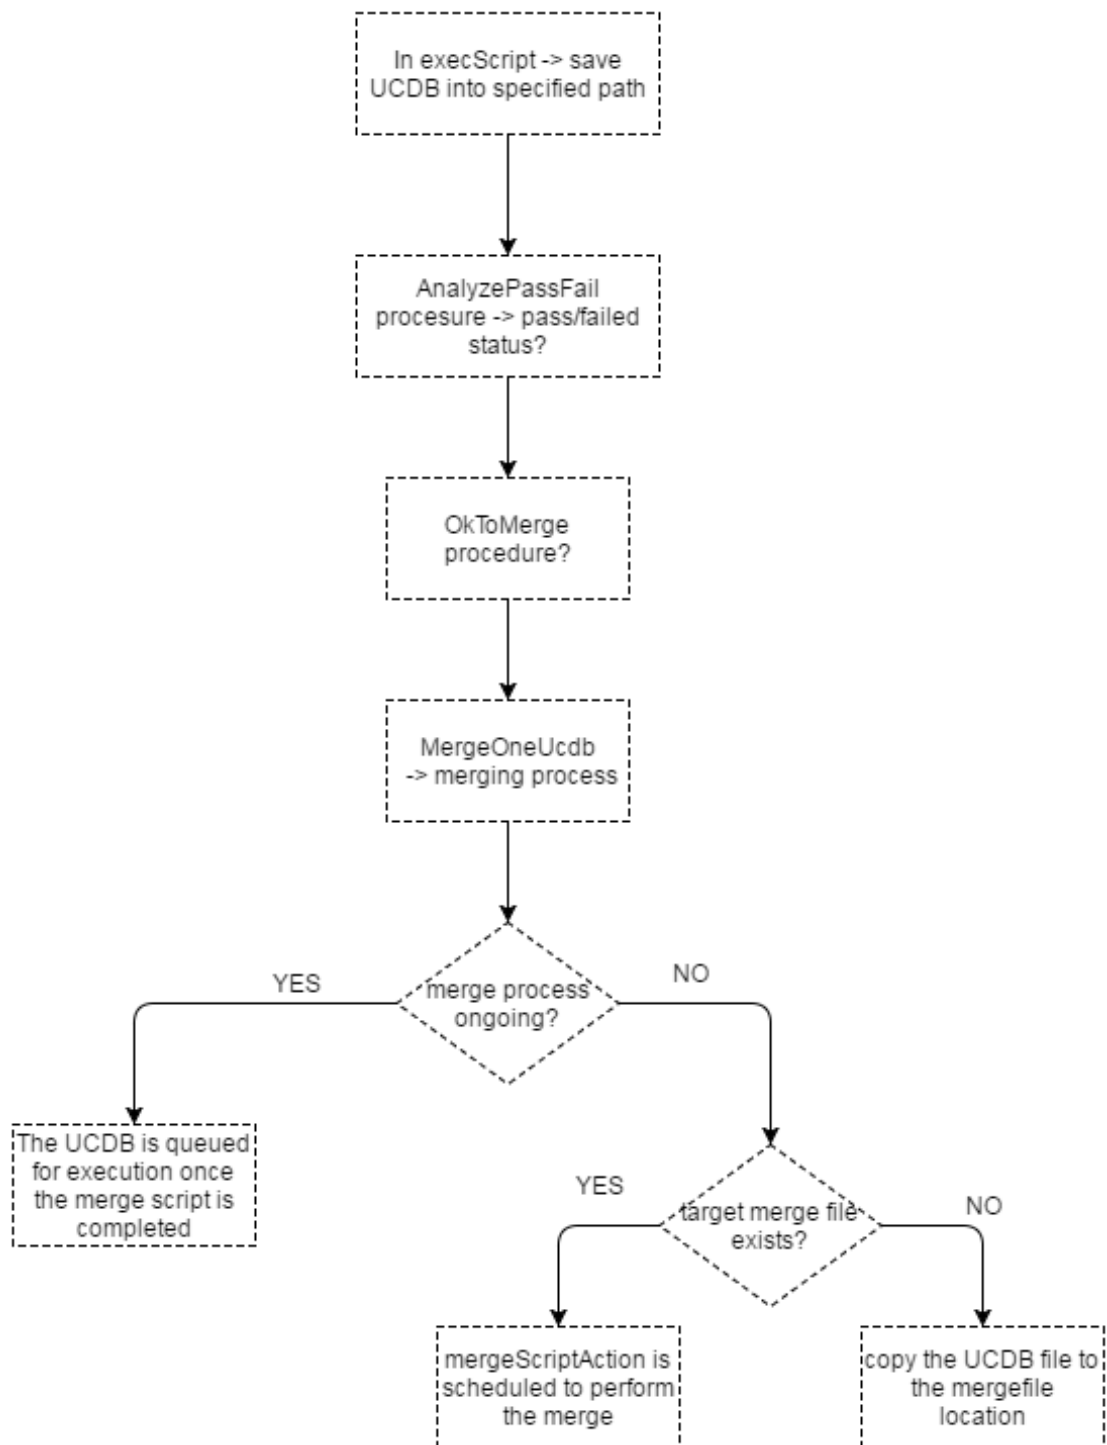 In execScript -> save
UCDB into specified path
AnalyzePassFail
procesure -> pass/failed
status?
OkToMerge
procedure?
MergeOneUcdb
-> merging process
merge process
ongoing?
YES
NO
The UCDB is queued
for execution once
the merge script is
completed
target merge file
exists?
YES
NO
mergeScriptAction is
scheduled to perform
the merge
copy the UCDB file to
the mergefile
location